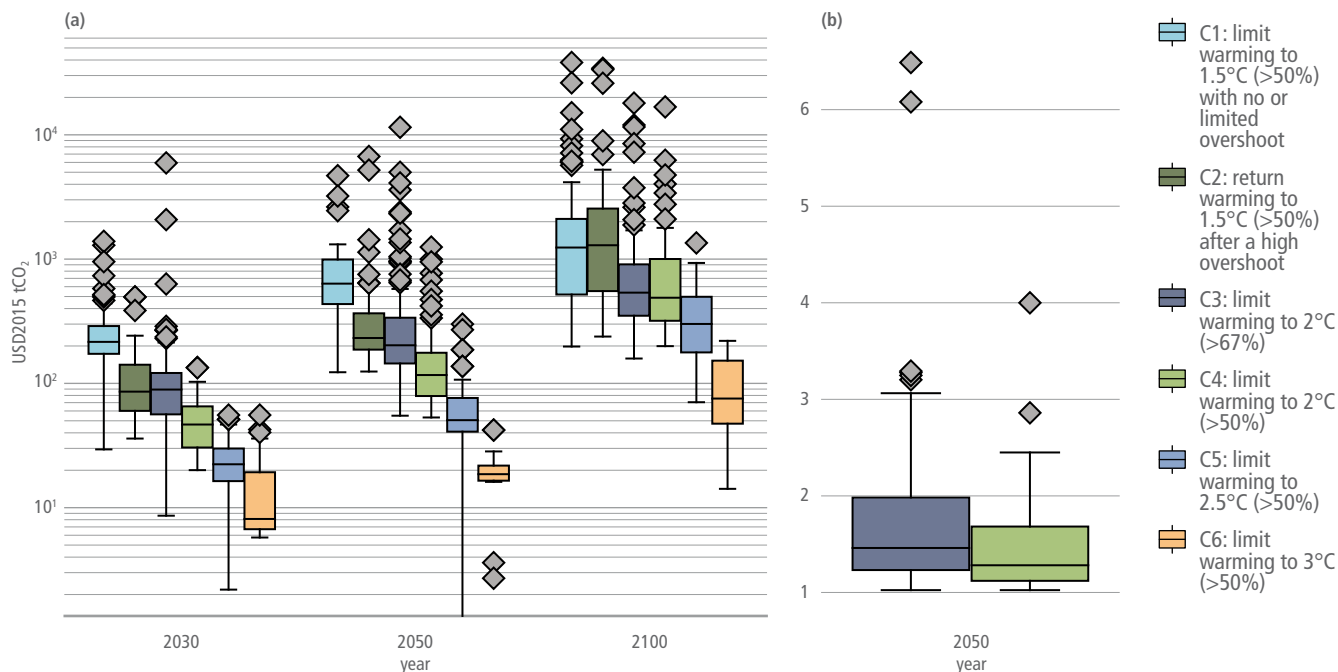 (a)
USD2015 tCO₂
10⁴
10³
10²
10¹
2030
2050
2100
year
(b)
6
5
4
3
2
1
2050
year
C1: limit
warming to
1.5°C (>50%)
with no or
limited
overshoot
C2: return
warming to
1.5°C (>50%)
after a high
overshoot
C3: limit
warming to 2°C
(>67%)
C4: limit
warming to 2°C
(>50%)
C5: limit
warming to
2.5°C (>50%)
C6: limit
warming to 3°C
(>50%)